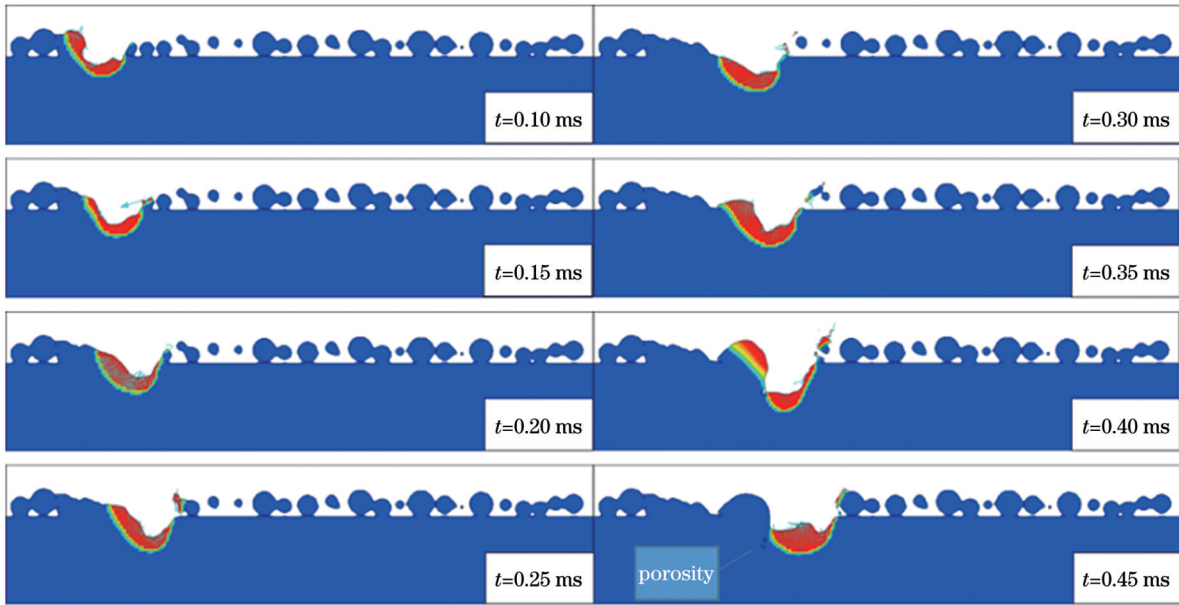 t=0.10 ms
t=0.15 ms
t=0.20 ms
t=0.25 ms
t=0.30 ms
t=0.35 ms
t=0.40 ms
porosity
t=0.45 ms